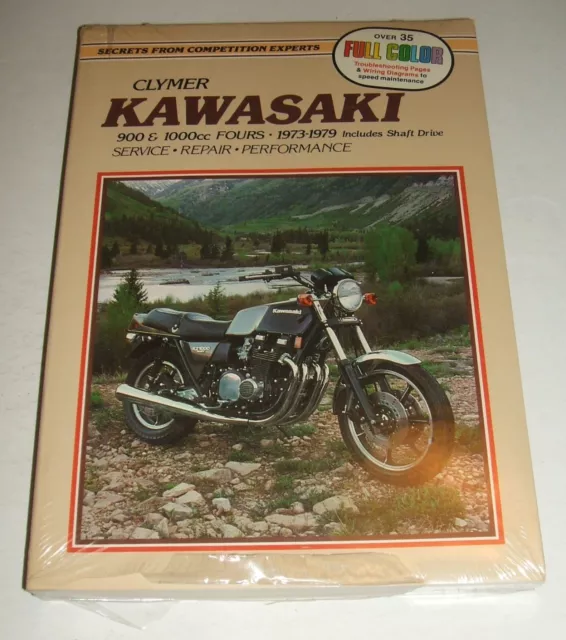 SECRETS FROM COMPETITION EXPERTS
OVER 35
FULL COLOR
Troubleshooting Pages
& Wiring Diagrams to
speed maintenance
CLYMER
KAWASAKI
900 & 1000cc FOURS • 1973-1979 Includes Shaft Drive
SERVICE • REPAIR • PERFORMANCE
Kawasaki